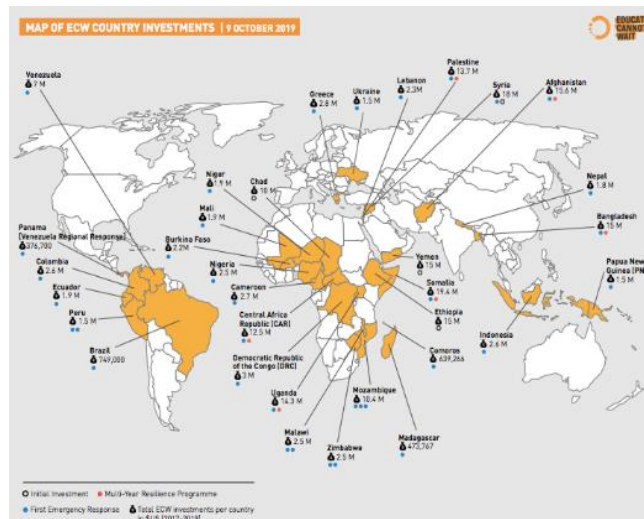 MAP OF ECW COUNTRY INVESTMENTS | 9 OCTOBER 2019
EDUCATION
CANNOT
WAIT
Venezuela
7 M
Greece
2.8 M
Ukraine
1.5 M
Lebanon
2.3M
Palestine
13.7 M
Syria
18 M
Afghanistan
15.6 M
Niger
1.9 M
Chad
18 M
Nepal
1.8 M
Mali
1.9 M
Bangladesh
15 M
Panama
(Venezuela Regional Response)
376,700
Burkina Faso
2.2M
Colombia
2.6 M
Nigeria
2.5 M
Yemen
15 M
Papua New
Guinea (PN
1.5 M
Ecuador
1.9 M
Cameroon
2.7 M
Somalia
19.4 M
Peru
1.5 M
Central Africa
Republic (CAR)
12.5 M
Ethiopia
15 M
Indonesia
2.6 M
Brazil
749,000
Democratic Republic
of the Congo (DRC)
3 M
Comoros
639,266
Uganda
14.3 M
Mozambique
10.4 M
Malawi
2.5 M
Zimbabwe
2.5 M
Madagascar
473,767
Initial Investment
Multi-Year Resilience Programme
First Emergency Response
Total ECW investments per country